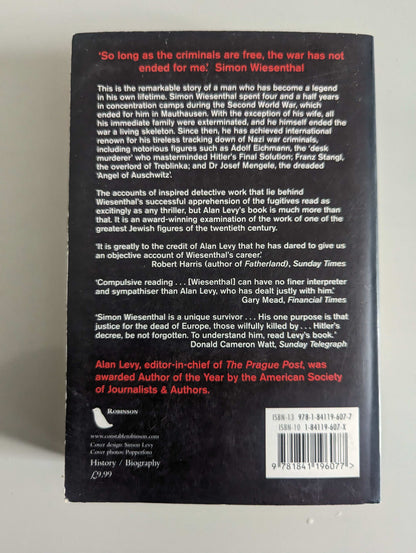 'So long as the criminals are free, the war has not
ended for me.' Simon Wiesenthal
This is the remarkable story of a man who has become a legend
in his own lifetime. Simon Wiesenthal spent four and a half years
in concentration camps during the Second World War, which
ended for him in Mauthausen. With the exception of his wife, all
his immediate family were exterminated, and he himself ended the
war a living skeleton. Since then, he has achieved international
renown for his tireless tracking down of Nazi war criminals,
including notorious figures such as Adolf Eichmann, the 'desk
murderer' who masterminded Hitler's Final Solution; Franz Stangl,
the overlord of Treblinka; and Dr Josef Mengele, the dreaded
'Angel of Auschwitz'.
The accounts of inspired detective work that lie behind
Wiesenthal's successful apprehension of the fugitives read as
excitingly as any thriller, but Alan Levy's book is much more than
that. It is an award-winning examination of the work of one of the
greatest Jewish figures of the twentieth century.
'It is greatly to the credit of Alan Levy that he has dared to give us
an objective account of Wiesenthal's career.'
Robert Harris (author of Fatherland), Sunday Times
'Compulsive reading . . . [Wiesenthal] can have no finer interpreter
and sympathiser than Alan Levy, who has dealt justly with him.'
Gary Mead, Financial Times
'Simon Wiesenthal is a unique survivor . . . His one purpose is that
justice for the dead of Europe, those wilfully killed by . . . Hitler's
decree, be not forgotten. To understand him, read Levy's book.'
Donald Cameron Watt, Sunday Telegraph
Alan Levy, editor-in-chief of The Prague Post, was
awarded Author of the Year by the American Society
of Journalists & Authors.
ROBINSON
www.constablerobinson.com
Cover design: Simon Levy
Cover photos: Popperfoto
History / Biography
£9.99
ISBN-13 978-1-84119-607-7
ISBN-10 1-84119-607-X
9 781841 196077 >